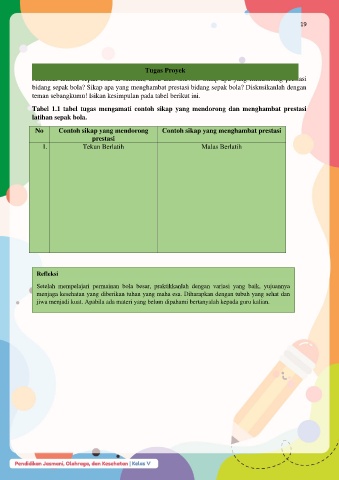 19
Tugas Proyek
bidang sepak bola? Sikap apa yang menghambat prestasi bidang sepak bola? Diskusikanlah dengan
teman sebangkumu! Isikan kesimpulan pada tabel berikut ini.
Tabel 1.1 tabel tugas mengamati contoh sikap yang mendorong dan menghambat prestasi
latihan sepak bola.
No Contoh sikap yang mendorong prestasi Contoh sikap yang menghambat prestasi
1. Tekun Berlatih Malas Berlatih
Refleksi
Setelah mempelajari permainan bola besar, praktikkanlah dengan variasi yang baik, yujuannya
menjaga kesehatan yang diberikan tuhan yang maha esa. Diharapkan dengan tubuh yang sehat dan
jiwa menjadi kuat. Apabila ada materi yang belum dipahami bertanyalah kepada guru kalian.
Pendidikan Jasmani, Olahraga, dan Kesehatan | Kelas V